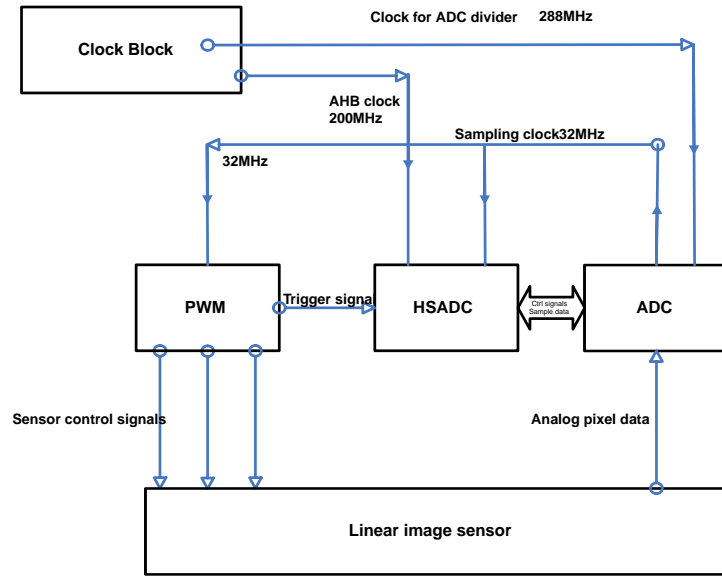 Clock for ADC divider 288MHz
Clock Block
AHB clock
200MHz
Sampling clock32MHz
32MHz
PWM
Trigger signal
HSADC
Ctrl signals
Sample data
ADC
Sensor control signals
Analog pixel data
Linear image sensor